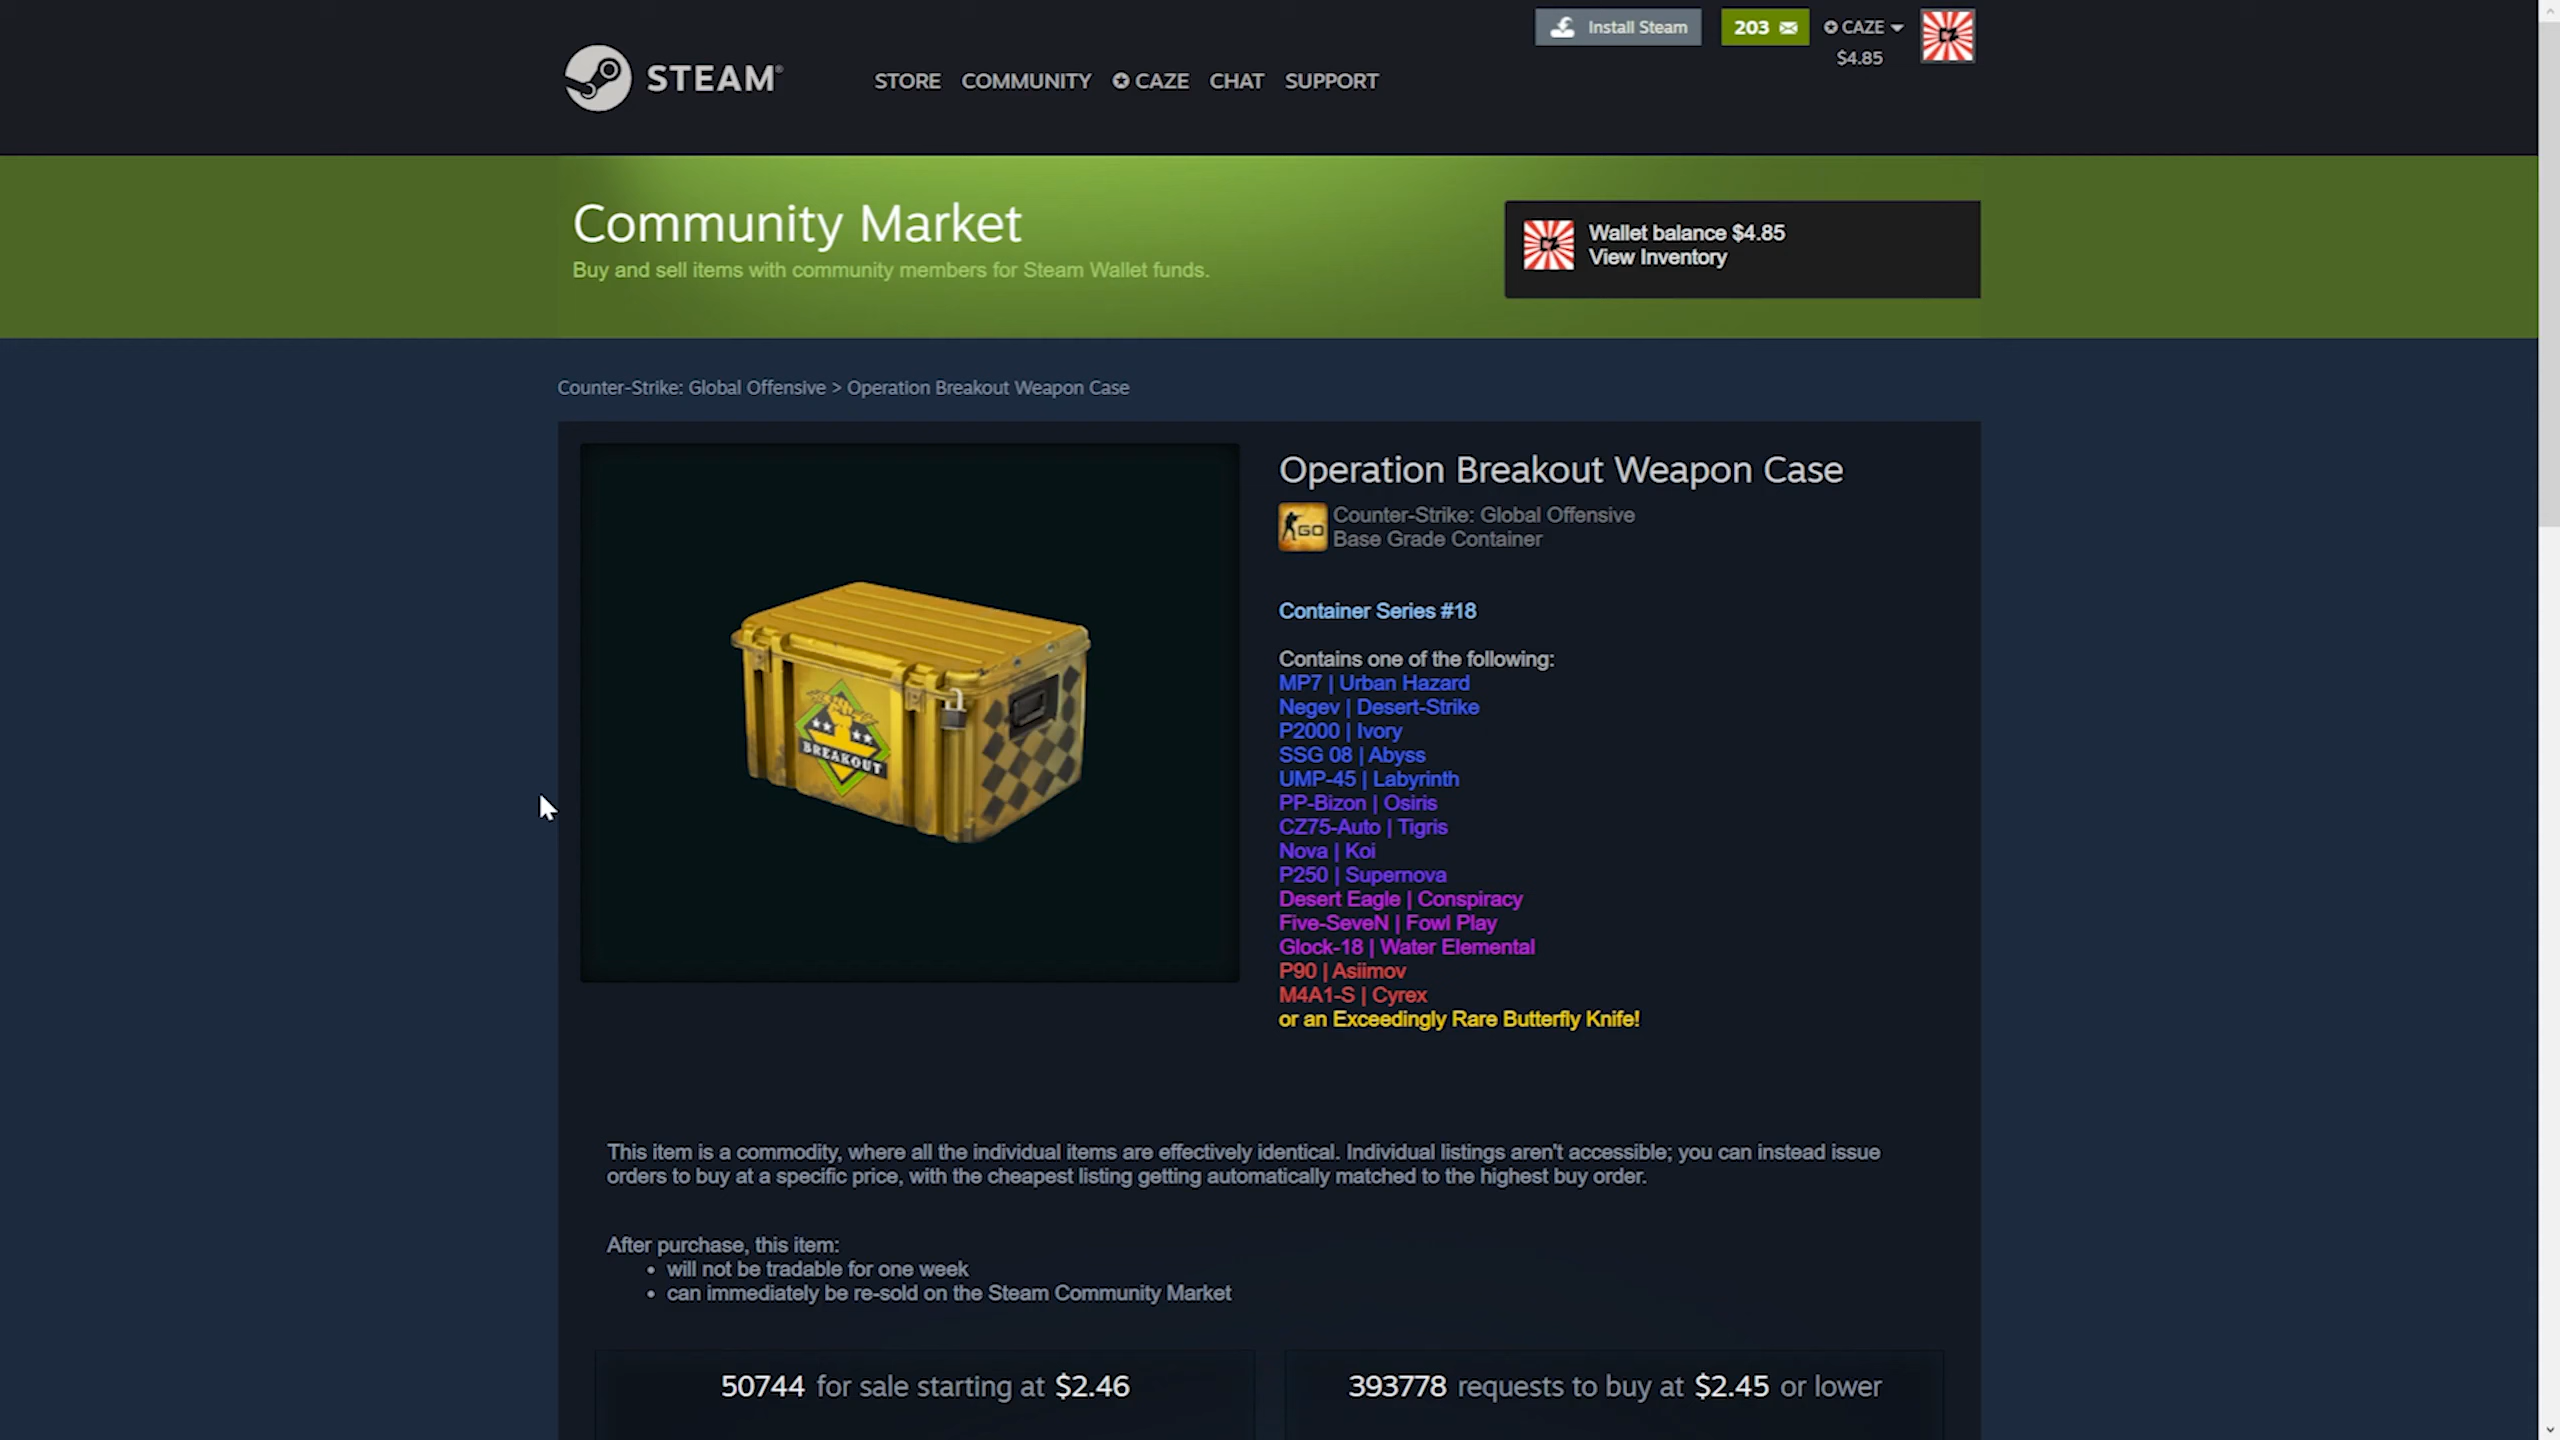 Install Steam
203
CAZE
$4.85
CZ
STEAM®
STORE COMMUNITY CAZE CHAT SUPPORT
Community Market
Buy and sell items with community members for Steam Wallet funds.
CZ
Wallet balance $4.85
View Inventory
Counter-Strike: Global Offensive > Operation Breakout Weapon Case
BREAKOUT
Operation Breakout Weapon Case
GO
Counter-Strike: Global Offensive
Base Grade Container
Container Series #18
Contains one of the following:
MP7 | Urban Hazard
Negev | Desert-Strike
P2000 | Ivory
SSG 08 | Abyss
UMP-45 | Labyrinth
PP-Bizon | Osiris
CZ75-Auto | Tigris
Nova | Koi
P250 | Supernova
Desert Eagle | Conspiracy
Five-SeveN | Fowl Play
Glock-18 | Water Elemental
P90 | Asiimov
M4A1-S | Cyrex
or an Exceedingly Rare Butterfly Knife!
This item is a commodity, where all the individual items are effectively identical. Individual listings aren't accessible; you can instead issue
orders to buy at a specific price, with the cheapest listing getting automatically matched to the highest buy order.
After purchase, this item:
• will not be tradable for one week
• can immediately be re-sold on the Steam Community Market
50744 for sale starting at $2.46
393778 requests to buy at $2.45 or lower